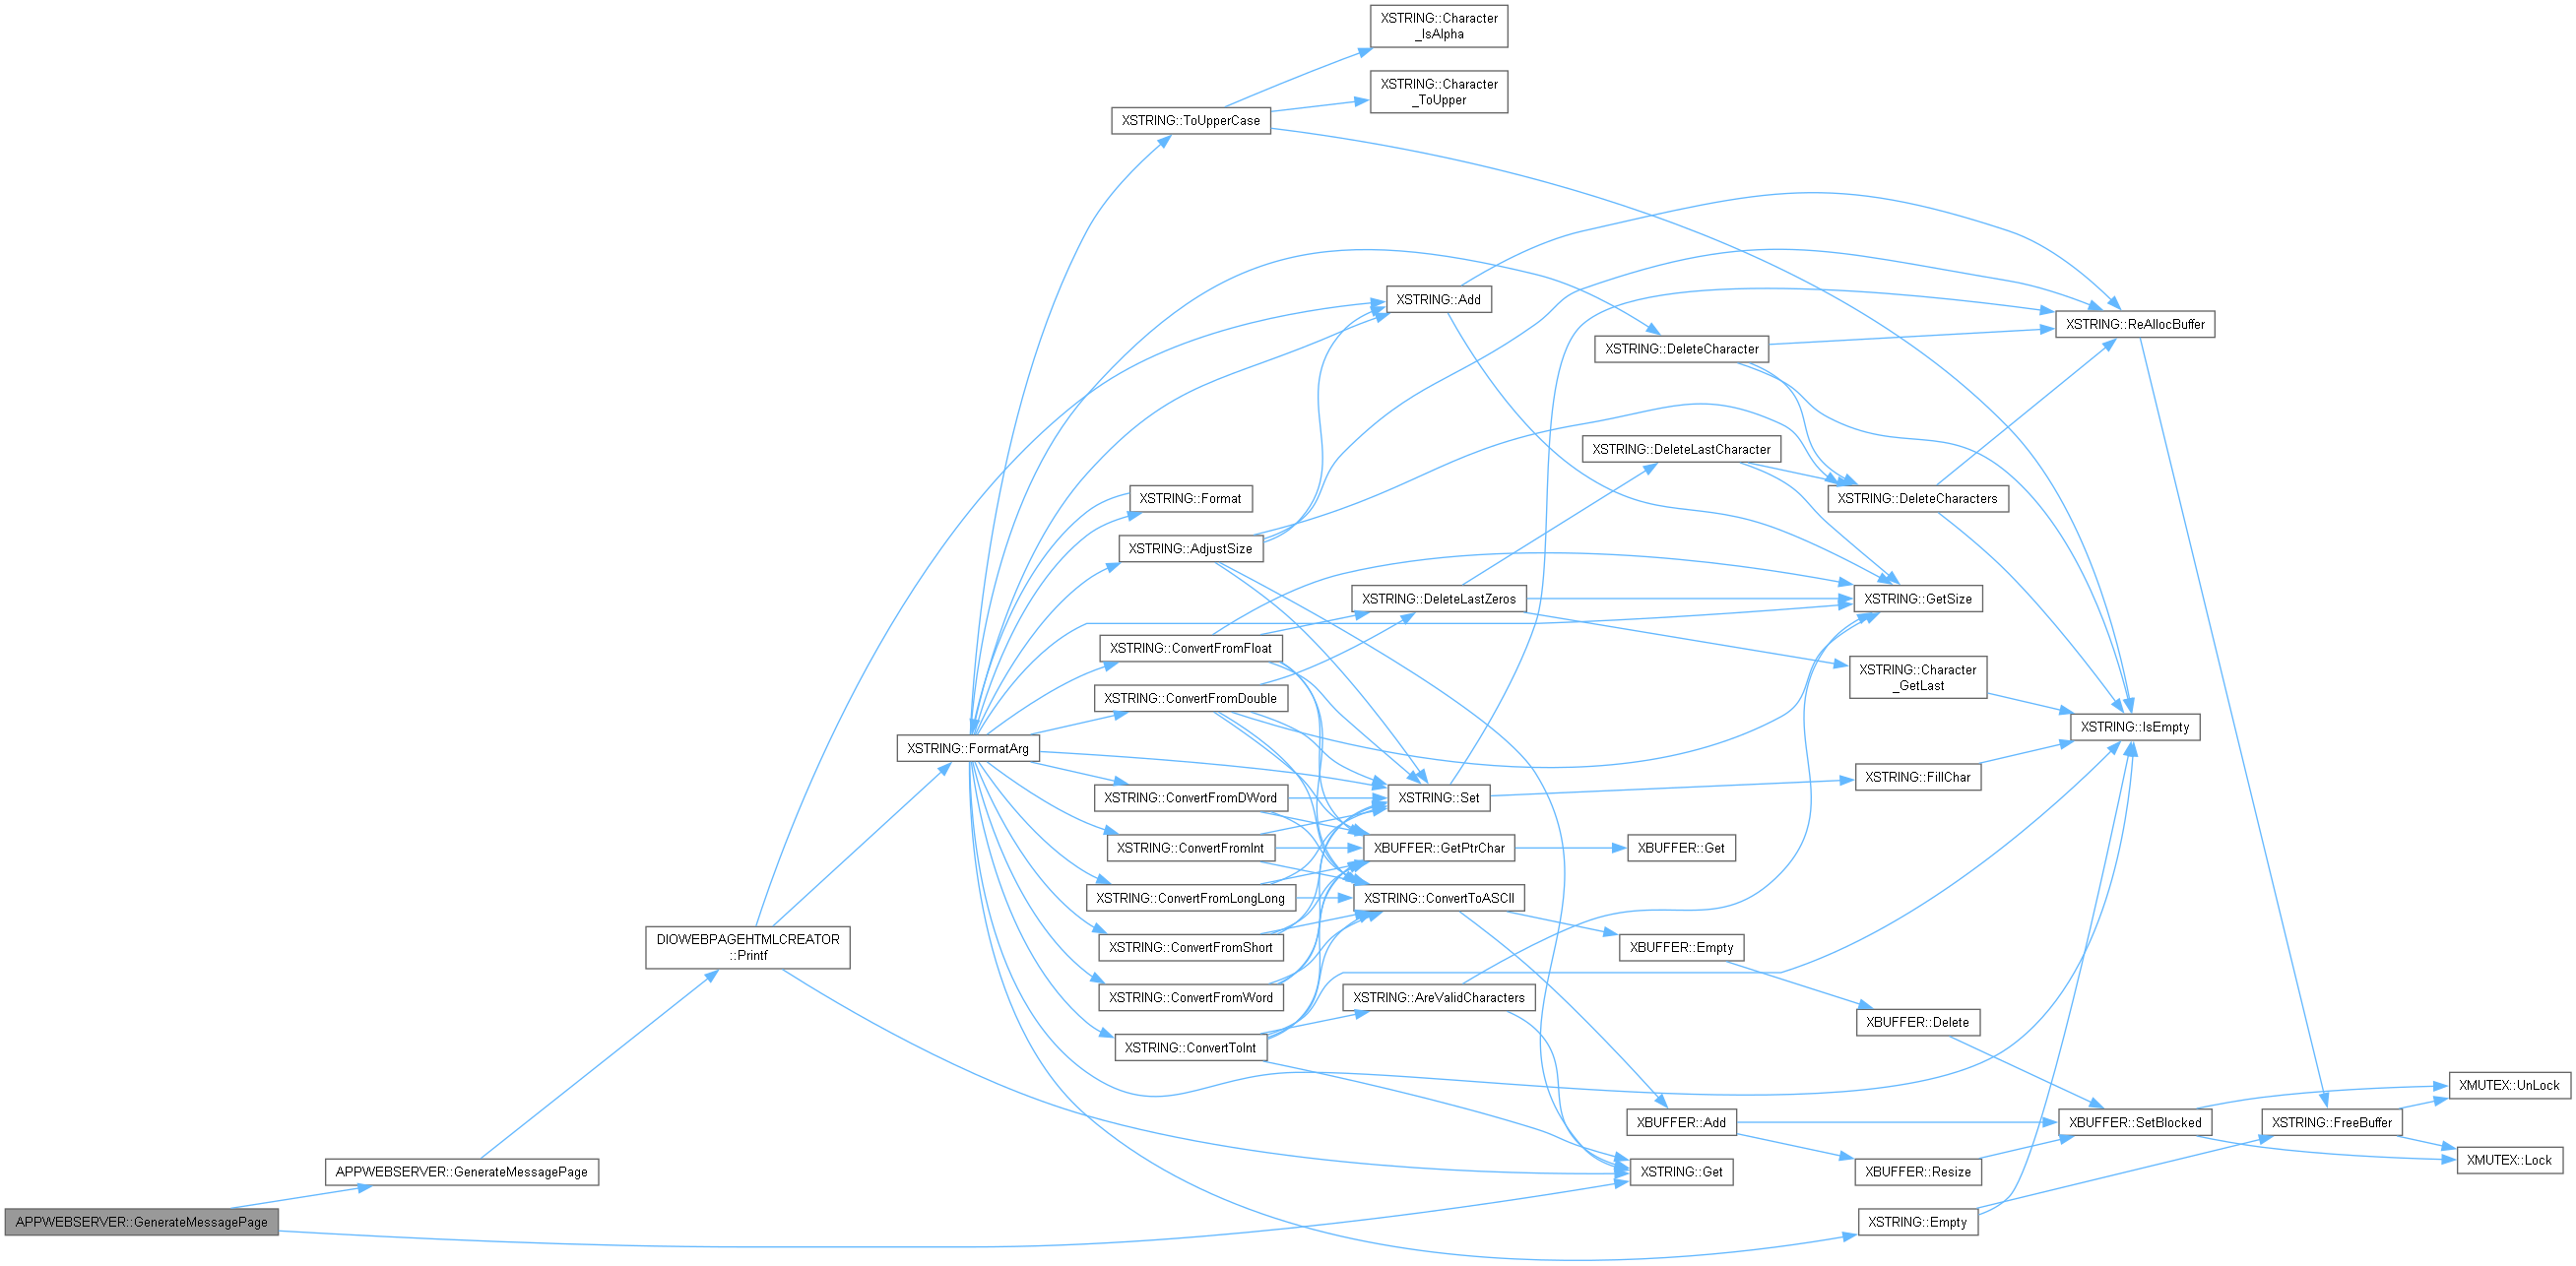 XSTRING::Character
_IsAlpha
XSTRING::Character
_ToUpper
XSTRING::ToUpperCase
XSTRING::Add
XSTRING::ReAllocBuffer
XSTRING::DeleteCharacter
XSTRING::DeleteLastCharacter
XSTRING::Format
XSTRING::DeleteCharacters
XSTRING::AdjustSize
XSTRING::DeleteLastZeros
XSTRING::GetSize
XSTRING::ConvertFromFloat
XSTRING::Character
_GetLast
XSTRING::ConvertFromDouble
XSTRING::IsEmpty
XSTRING::FormatArg
XSTRING::FillChar
XSTRING::ConvertFromDWord
XSTRING::Set
XSTRING::ConvertFromInt
XBUFFER::GetPtrChar
XBUFFER::Get
XSTRING::ConvertFromLongLong
XSTRING::ConvertToASCII
DIOWEBPAGEHTMLCREATOR
::Printf
XSTRING::ConvertFromShort
XBUFFER::Empty
XSTRING::ConvertFromWord
XSTRING::AreValidCharacters
XBUFFER::Delete
XSTRING::ConvertToInt
XMUTEX::UnLock
XBUFFER::Add
XBUFFER::SetBlocked
XSTRING::FreeBuffer
XMUTEX::Lock
APPWEBSERVER::GenerateMessagePage
XSTRING::Get
XBUFFER::Resize
APPWEBSERVER::GenerateMessagePage
XSTRING::Empty